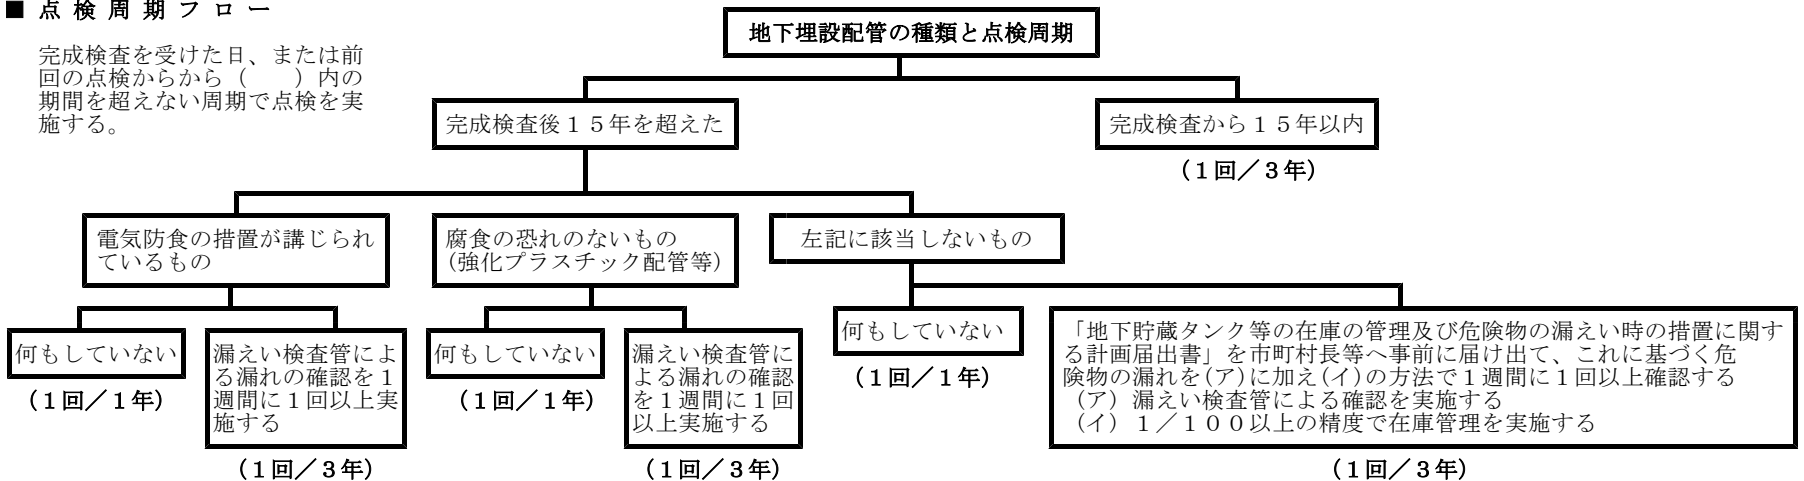 ■ 点検周期フロー
完成検査を受けた日、または前
回の点検からから（　　）内の
期間を超えない周期で点検を実
施する。
地下埋設配管の種類と点検周期
完成検査後１５年を超えた
完成検査から１５年以内
（１回／３年）
電気防食の措置が講じられ
ているもの
腐食の恐れのないもの
（強化プラスチック配管等）
左記に該当しないもの
何もしていない
（１回／１年）
漏えい検査管によ
る漏れの確認を１
週間に１回以上実
施する
（１回／３年）
何もしていない
（１回／１年）
漏えい検査管に
よる漏れの確認
を１週間に１回
以上実施する
（１回／３年）
何もしていない
（１回／１年）
「地下貯蔵タンク等の在庫の管理及び危険物の漏えい時の措置に関す
る計画届出書」を市町村長等へ事前に届け出て、これに基づく危
険物の漏れを(ア)に加え(イ)の方法で１週間に１回以上確認する
（ア）漏えい検査管による確認を実施する
（イ）１／１００以上の精度で在庫管理を実施する
（１回／３年）